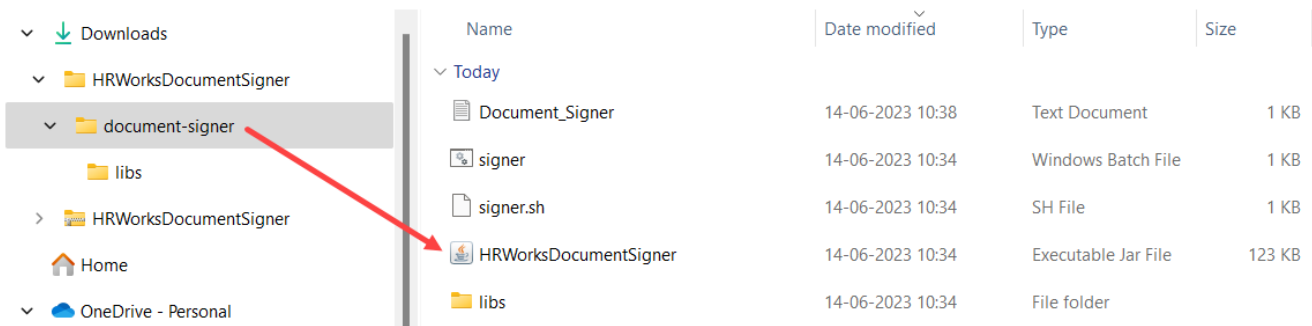 Downloads
HRWorksDocumentSigner
document-signer
libs
HRWorksDocumentSigner
Home
OneDrive - Personal
Name Date modified Type Size
Today
Document_Signer 14-06-2023 10:38 Text Document 1 KB
signer 14-06-2023 10:34 Windows Batch File 1 KB
signer.sh 14-06-2023 10:34 SH File 1 KB
HRWorksDocumentSigner 14-06-2023 10:34 Executable Jar File 123 KB
libs 14-06-2023 10:34 File folder